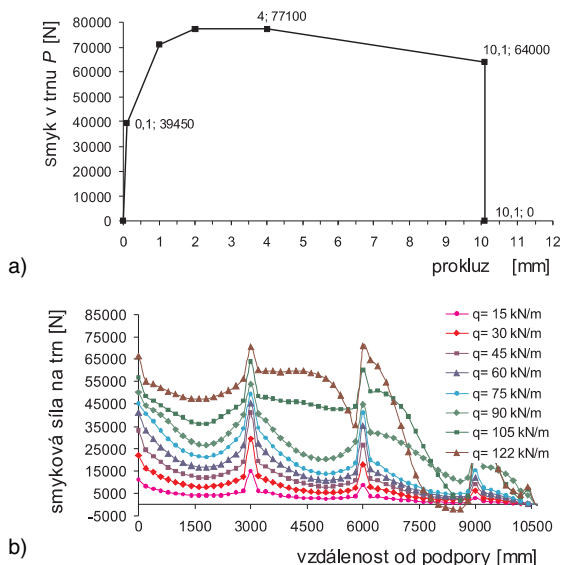 80000
70000
60000
50000
40000
30000
20000
10000
0
smyk v trnu P [N]
4; 77100
10,1; 64000
0,1; 39450
10,1; 0
0 1 2 3 4 5 6 7 8 9 10 11 12
prokluz [mm]
a)
85000
75000
65000
55000
45000
35000
25000
15000
5000
-5000
smyková síla na trn [N]
q= 15 kN/m
q= 30 kN/m
q= 45 kN/m
q= 60 kN/m
q= 75 kN/m
q= 90 kN/m
q= 105 kN/m
q= 122 kN/m
0 1500 3000 4500 6000 7500 9000 10500
vzdálenost od podpory [mm]
b)